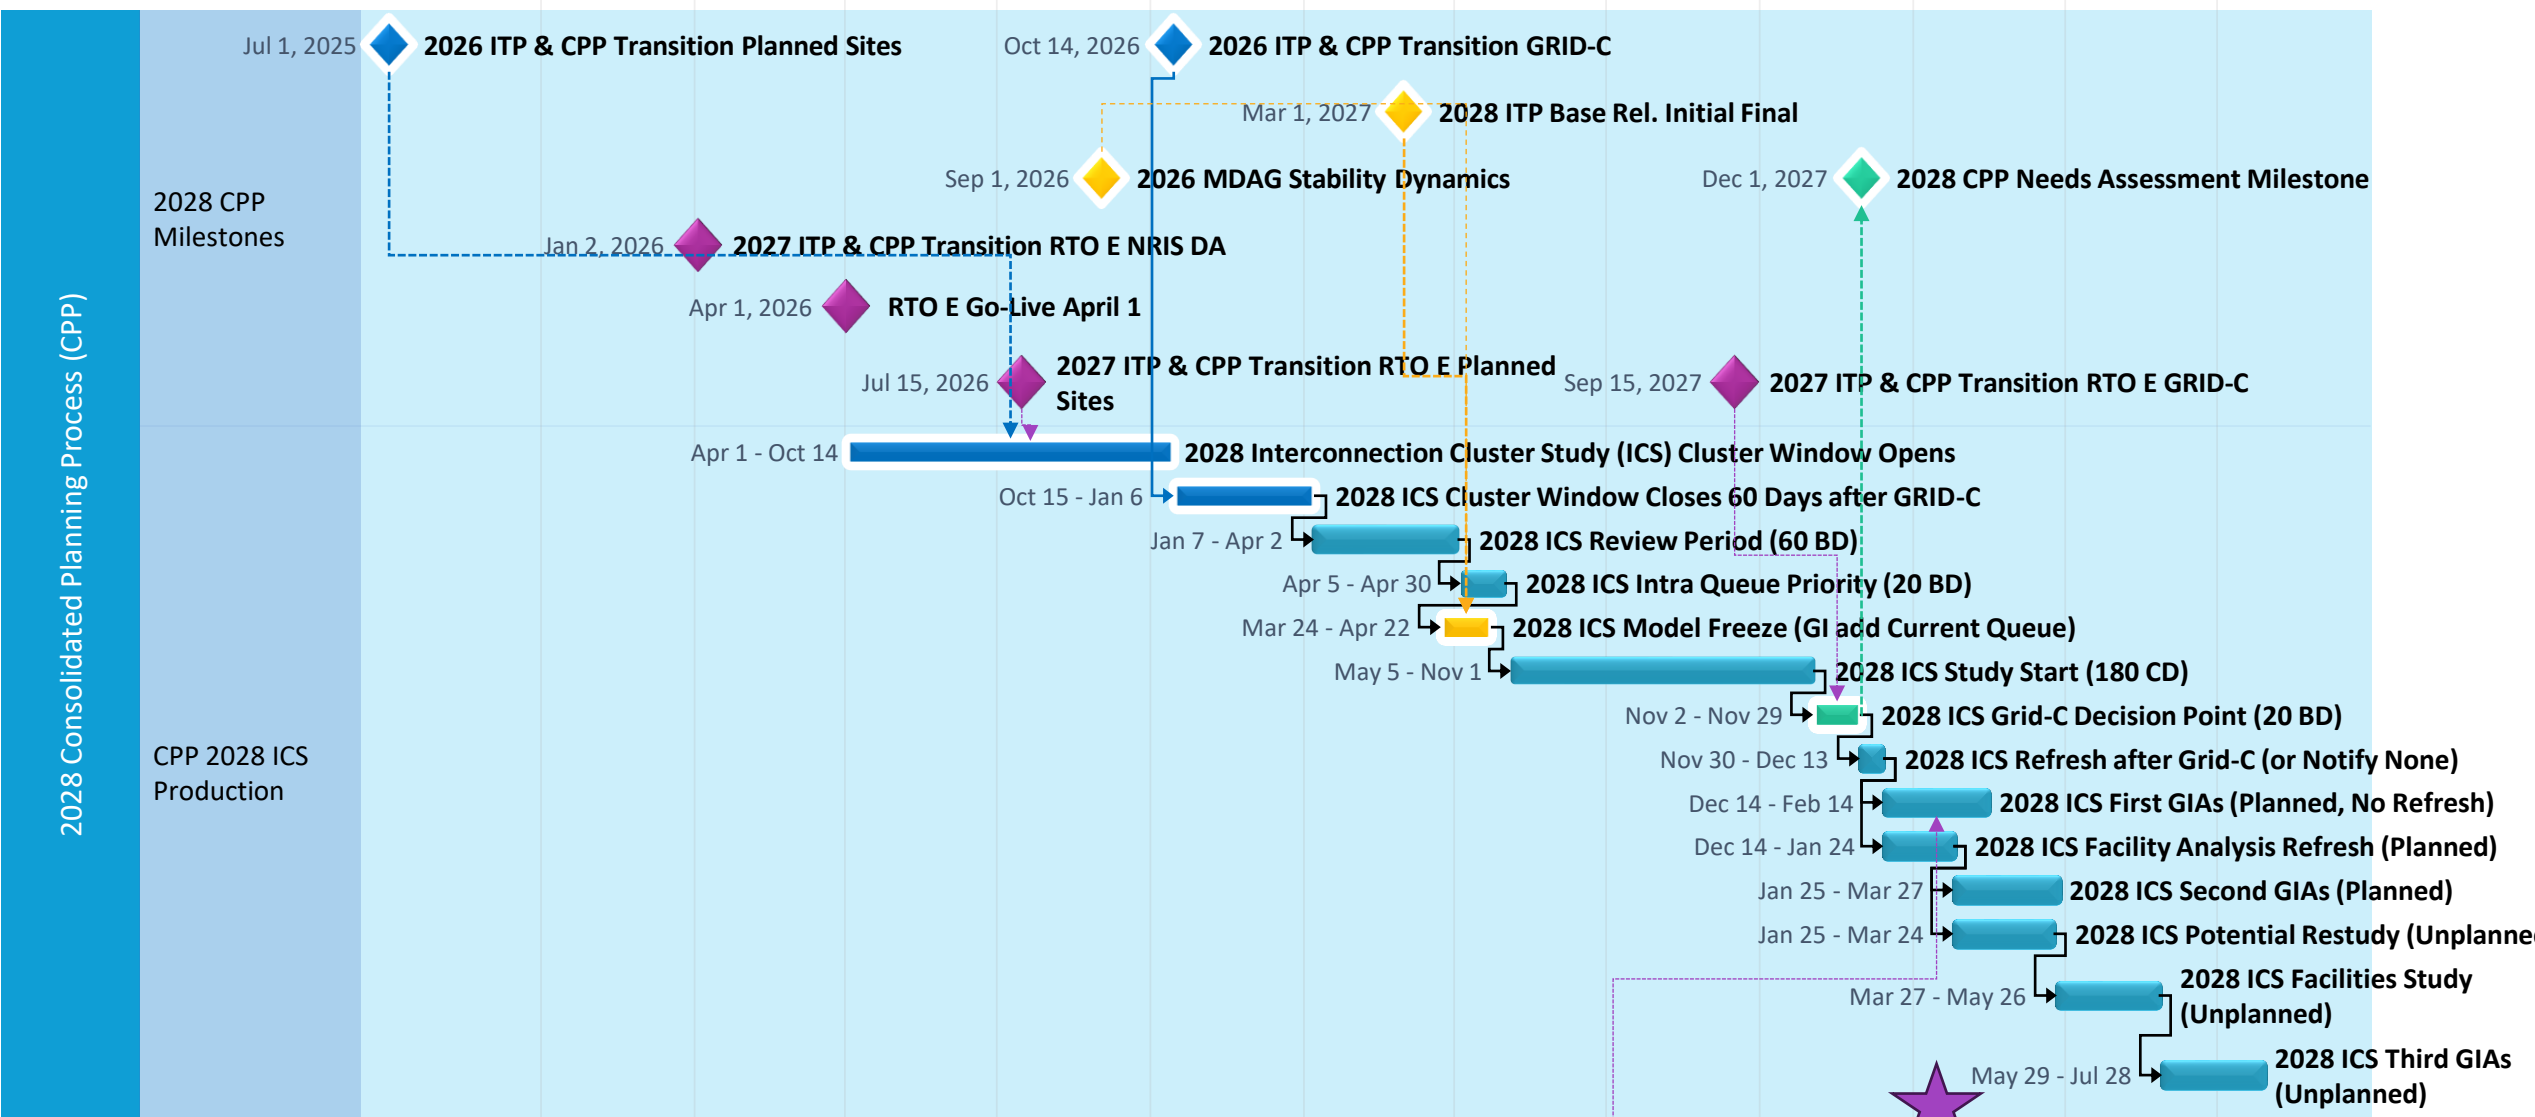 2028 Consolidated Planning Process (CPP)
2028 CPP
Milestones
Jul 1, 2025 2026 ITP & CPP Transition Planned Sites
Oct 14, 2026 2026 ITP & CPP Transition GRID-C
Mar 1, 2027 2028 ITP Base Rel. Initial Final
Sep 1, 2026 2026 MDAG Stability Dynamics
Dec 1, 2027 2028 CPP Needs Assessment Milestone
Jan 2, 2026 2027 ITP & CPP Transition RTO E NRIS DA
Apr 1, 2026 RTO E Go-Live April 1
Jul 15, 2026 2027 ITP & CPP Transition RTO E Planned
Sites
Sep 15, 2027 2027 ITP & CPP Transition RTO E GRID-C
CPP 2028 ICS
Production
Apr 1 - Oct 14 2028 Interconnection Cluster Study (ICS) Cluster Window Opens
Oct 15 - Jan 6 2028 ICS Cluster Window Closes 60 Days after GRID-C
Jan 7 - Apr 2 2028 ICS Review Period (60 BD)
Apr 5 - Apr 30 2028 ICS Intra Queue Priority (20 BD)
Mar 24 - Apr 22 2028 ICS Model Freeze (GI add Current Queue)
May 5 - Nov 1 2028 ICS Study Start (180 CD)
Nov 2 - Nov 29 2028 ICS Grid-C Decision Point (20 BD)
Nov 30 - Dec 13 2028 ICS Refresh after Grid-C (or Notify None)
Dec 14 - Feb 14 2028 ICS First GIAs (Planned, No Refresh)
Dec 14 - Jan 24 2028 ICS Facility Analysis Refresh (Planned)
Jan 25 - Mar 27 2028 ICS Second GIAs (Planned)
Jan 25 - Mar 24 2028 ICS Potential Restudy
Mar 27 - May 26 2028 ICS Facilities Study
(Unplanned)
May 29 - Jul 28 2028 ICS Third GIAs
(Unplanned)